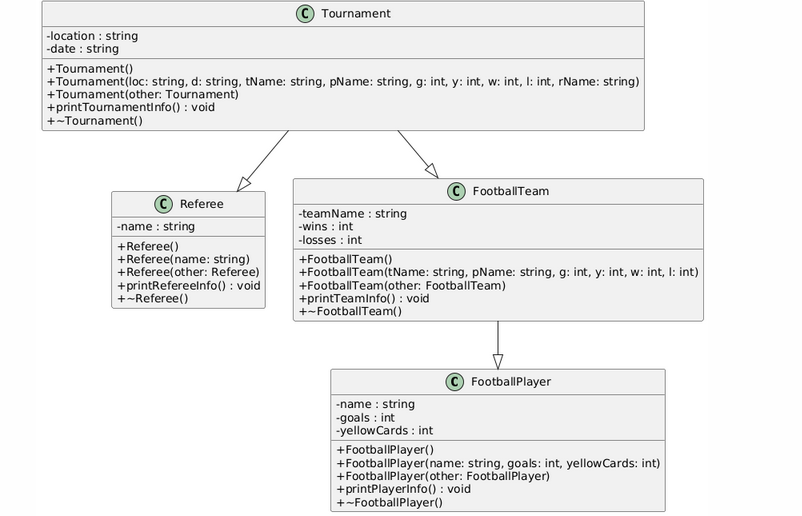 C Tournament
-location : string
-date : string
+Tournament()
+Tournament(loc: string, d: string, tName: string, pName: string, g: int, y: int, w: int, l: int, rName: string)
+Tournament(other: Tournament)
+printTournamentInfo() : void
+~Tournament()
C Referee
-name : string
+Referee()
+Referee(name: string)
+Referee(other: Referee)
+printRefereeInfo() : void
+~Referee()
C FootballTeam
-teamName : string
-wins : int
-losses : int
+FootballTeam()
+FootballTeam(tName: string, pName: string, g: int, y: int, w: int, l: int)
+FootballTeam(other: FootballTeam)
+printTeamInfo() : void
+~FootballTeam()
C FootballPlayer
-name : string
-goals : int
-yellowCards : int
+FootballPlayer()
+FootballPlayer(name: string, goals: int, yellowCards: int)
+FootballPlayer(other: FootballPlayer)
+printPlayerInfo() : void
+~FootballPlayer()